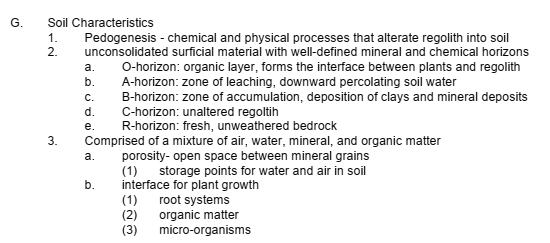 G. Soil Characteristics
1. Pedogenesis - chemical and physical processes that alterate regolith into soil
2. unconsolidated surficial material with well-defined mineral and chemical horizons
a. O-horizon: organic layer, forms the interface between plants and regolith
b. A-horizon: zone of leaching, downward percolating soil water
c. B-horizon: zone of accumulation, deposition of clays and mineral deposits
d. C-horizon: unaltered regoltih
e. R-horizon: fresh, unweathered bedrock
3. Comprised of a mixture of air, water, mineral, and organic matter
a. porosity- open space between mineral grains
(1) storage points for water and air in soil
b. interface for plant growth
(1) root systems
(2) organic matter
(3) micro-organisms